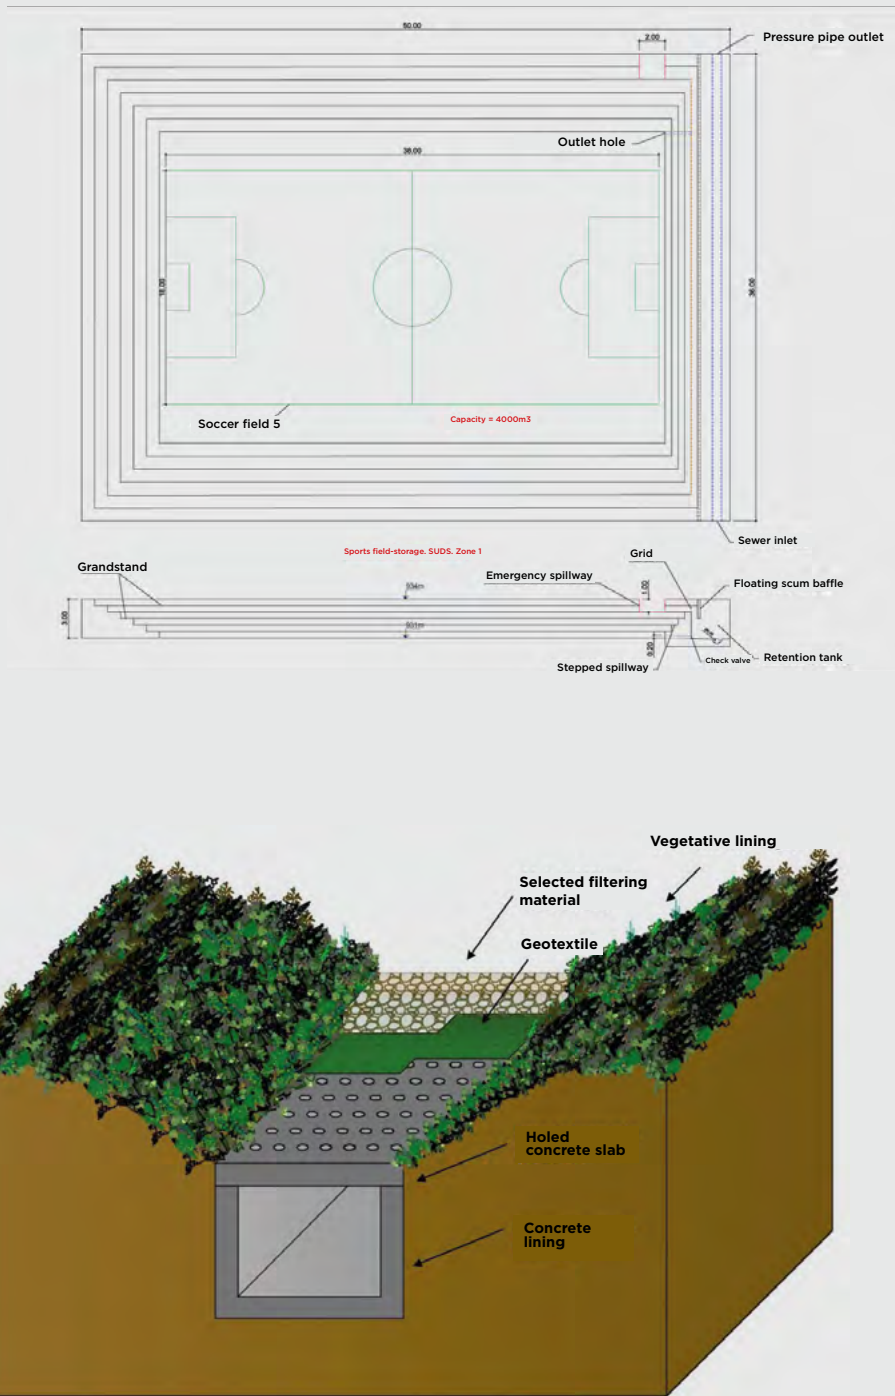 50.00
2.00
Pressure pipe outlet
Outlet hole
38.00
18.00
36.00
Soccer field 5
Capacity = 4000m3
Sewer inlet
Sports field-storage. SUDS. Zone 1
Grandstand
Grid
Emergency spillway
1.00
Floating scum baffle
3.00
0.20
Stepped spillway
Check valve
Retention tank
Vegetative lining
Selected filtering
material
Geotextile
Holed
concrete slab
Concrete
lining